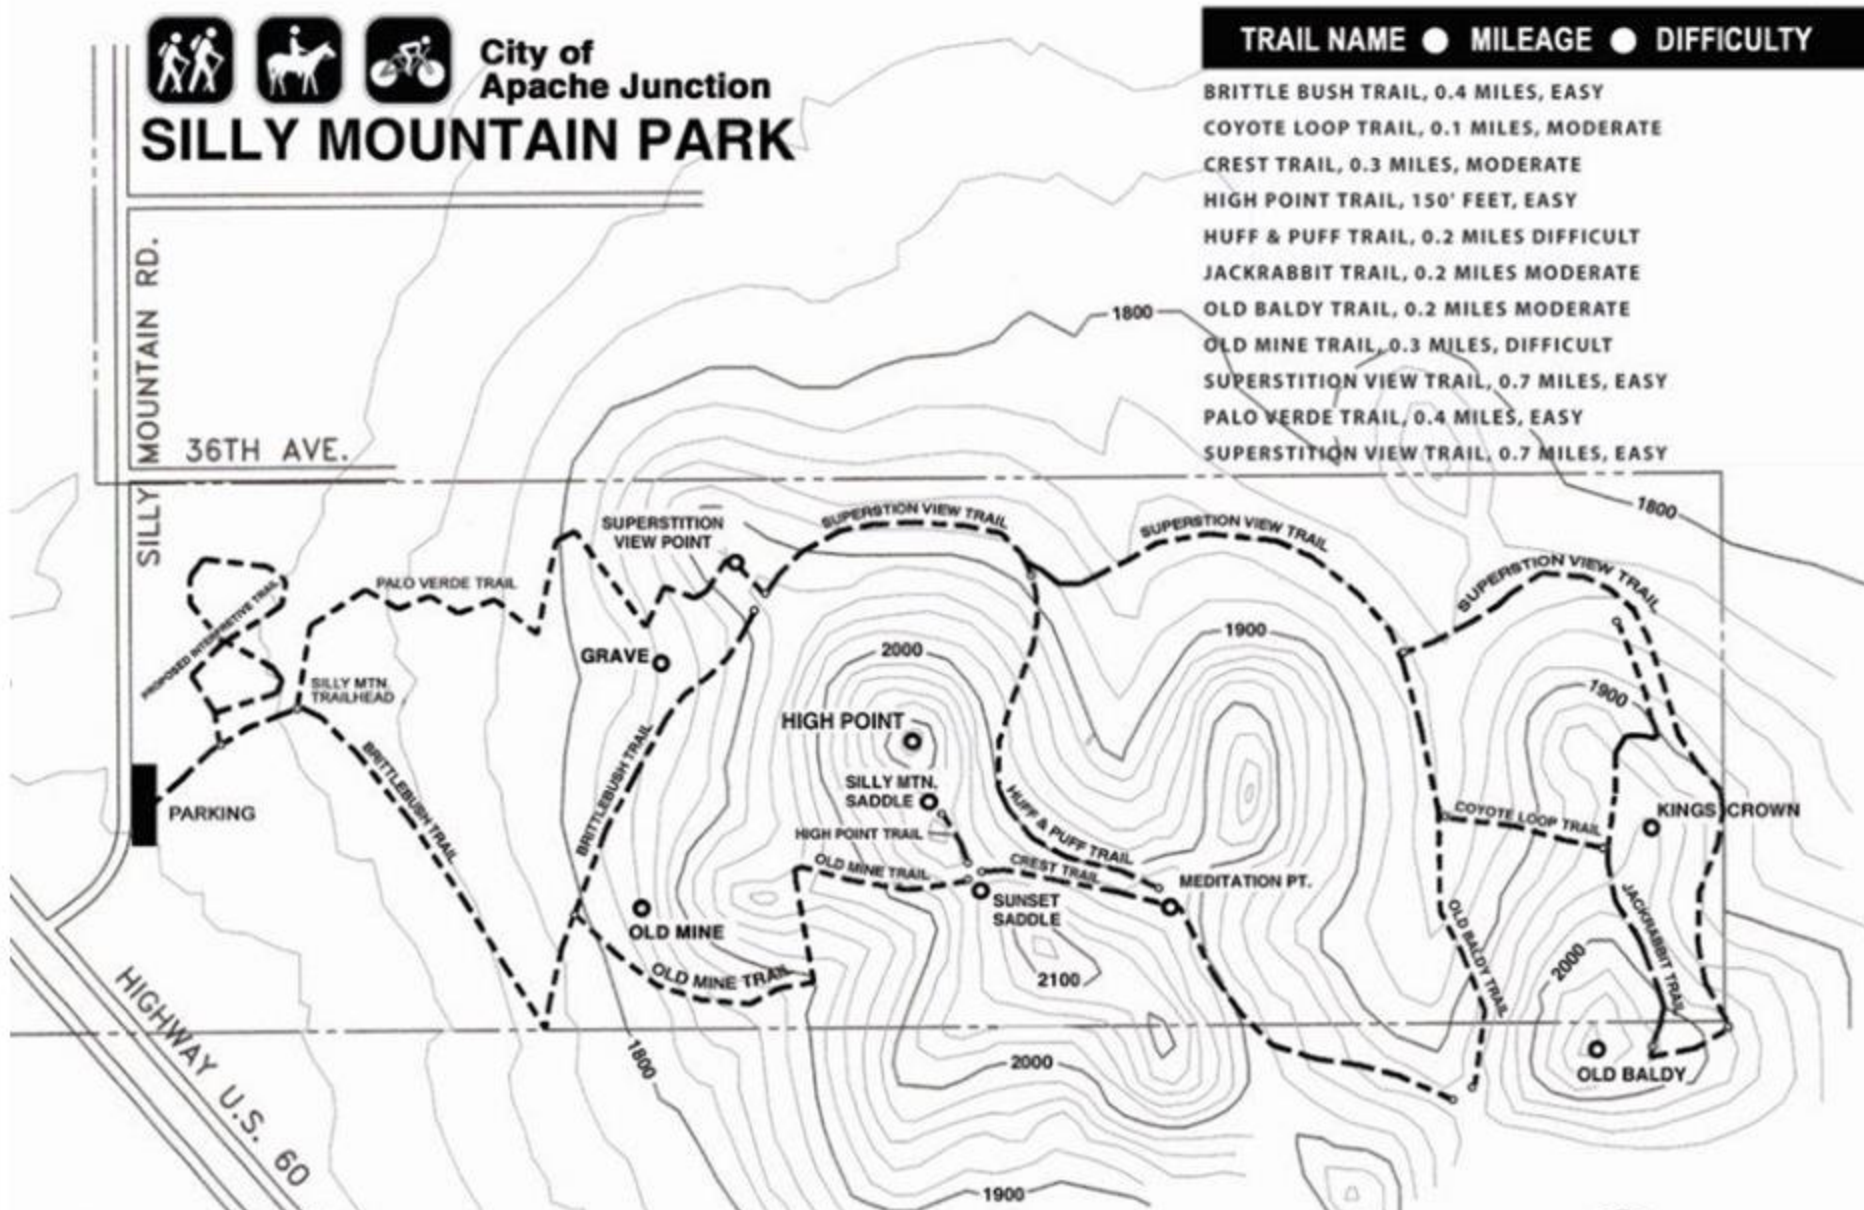 City of
Apache Junction
SILLY MOUNTAIN PARK
TRAIL NAME ● MILEAGE ● DIFFICULTY
BRITTLE BUSH TRAIL, 0.4 MILES, EASY
COYOTE LOOP TRAIL, 0.1 MILES, MODERATE
CREST TRAIL, 0.3 MILES, MODERATE
HIGH POINT TRAIL, 150' FEET, EASY
HUFF & PUFF TRAIL, 0.2 MILES DIFFICULT
JACKRABBIT TRAIL, 0.2 MILES MODERATE
OLD BALDY TRAIL, 0.2 MILES MODERATE
OLD MINE TRAIL, 0.3 MILES, DIFFICULT
SUPERSTITION VIEW TRAIL, 0.7 MILES, EASY
PALO VERDE TRAIL, 0.4 MILES, EASY
SUPERSTITION VIEW TRAIL, 0.7 MILES, EASY
SILLY MOUNTAIN RD.
36TH AVE.
1800
1800
SUPERSTITION
VIEW POINT
SUPERSTION VIEW TRAIL
SUPERSTION VIEW TRAIL
SUPERSTION VIEW TRAIL
PALO VERDE TRAIL
PROPOSED INTERPRETIVE TRAIL
GRAVE
2000
1900
1900
SILLY MTN.
TRAILHEAD
HIGH POINT
SILLY MTN.
SADDLE
HIGH POINT TRAIL
BRITTLEBUSH TRAIL
BRITTLEBUSH TRAIL
PARKING
HUFF & PUFF TRAIL
COYOTE LOOP TRAIL
KINGS CROWN
OLD MINE TRAIL
CREST TRAIL
MEDITATION PT.
SUNSET
SADDLE
OLD MINE
OLD MINE TRAIL
OLD BALDY TRAIL
JACKRABBIT TRAIL
2100
2000
1800
2000
OLD BALDY
HIGHWAY U.S. 60
1900